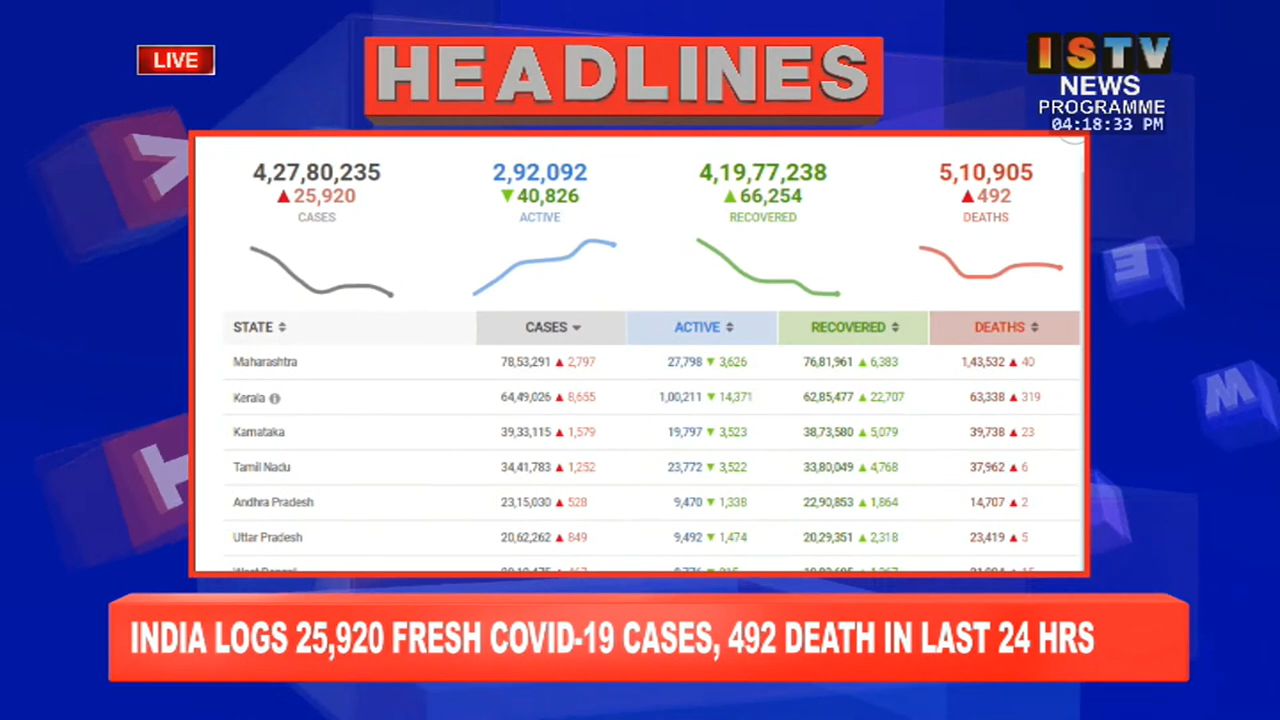 LIVE
HEADLINES
ISTV
NEWS
PROGRAMME
04:18:33 PM
4,27,80,235 2,92,092 4,19,77,238 5,10,905
▲25,920 ▼40,826 ▲66,254 ▲492
CASES ACTIVE RECOVERED DEATHS
STATE CASES ACTIVE RECOVERED DEATHS
Maharashtra 78,53,291 ▲ 2,797 27,798 ▼ 3,626 76,81,961 ▲ 6,383 1,43,532 ▲ 40
Kerala 64,49,026 ▲ 8,655 1,00,211 ▼ 14,371 62,85,477 ▲ 22,707 63,338 ▲ 319
Karnataka 39,33,115 ▲ 1,579 19,797 ▼ 3,523 38,73,580 ▲ 5,079 39,738 ▲ 23
Tamil Nadu 34,41,783 ▲ 1,252 23,772 ▼ 3,522 33,80,049 ▲ 4,768 37,962 ▲ 6
Andhra Pradesh 23,15,030 ▲ 528 9,470 ▼ 1,338 22,90,853 ▲ 1,864 14,707 ▲ 2
Uttar Pradesh 20,62,262 ▲ 849 9,492 ▼ 1,474 20,29,351 ▲ 2,318 23,419 ▲ 5
INDIA LOGS 25,920 FRESH COVID-19 CASES, 492 DEATH IN LAST 24 HRS
E
W
H